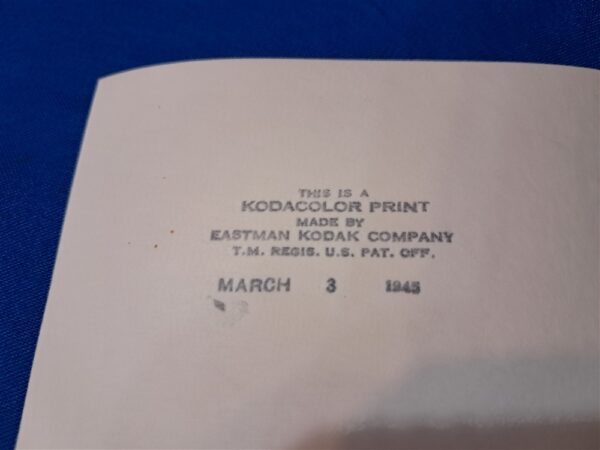 THIS IS A
KODACOLOR PRINT
MADE BY
EASTMAN KODAK COMPANY
T.M. REGIS. U.S. PAT. OFF.
MARCH 3 1945